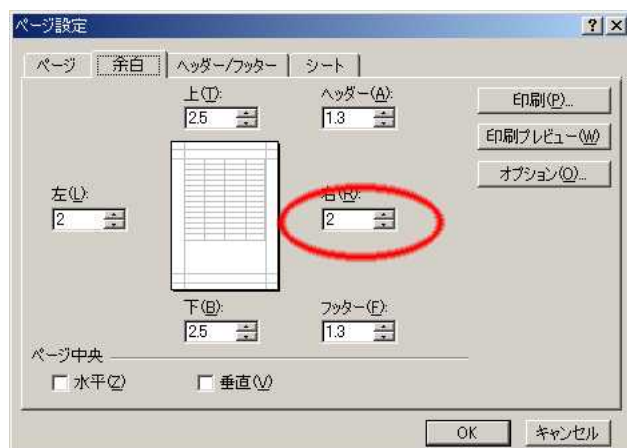 ページ設定
ページ 余白 ヘッダー/フッター シート
上(T): ヘッダー(A):
2.5 1.3
印刷(P)...
印刷プレビュー(W)
オプション(O)...
左(L): 右(R):
2 2
下(B): フッター(F):
2.5 1.3
ページ中央
水平(Z) 垂直(V)
OK キャンセル